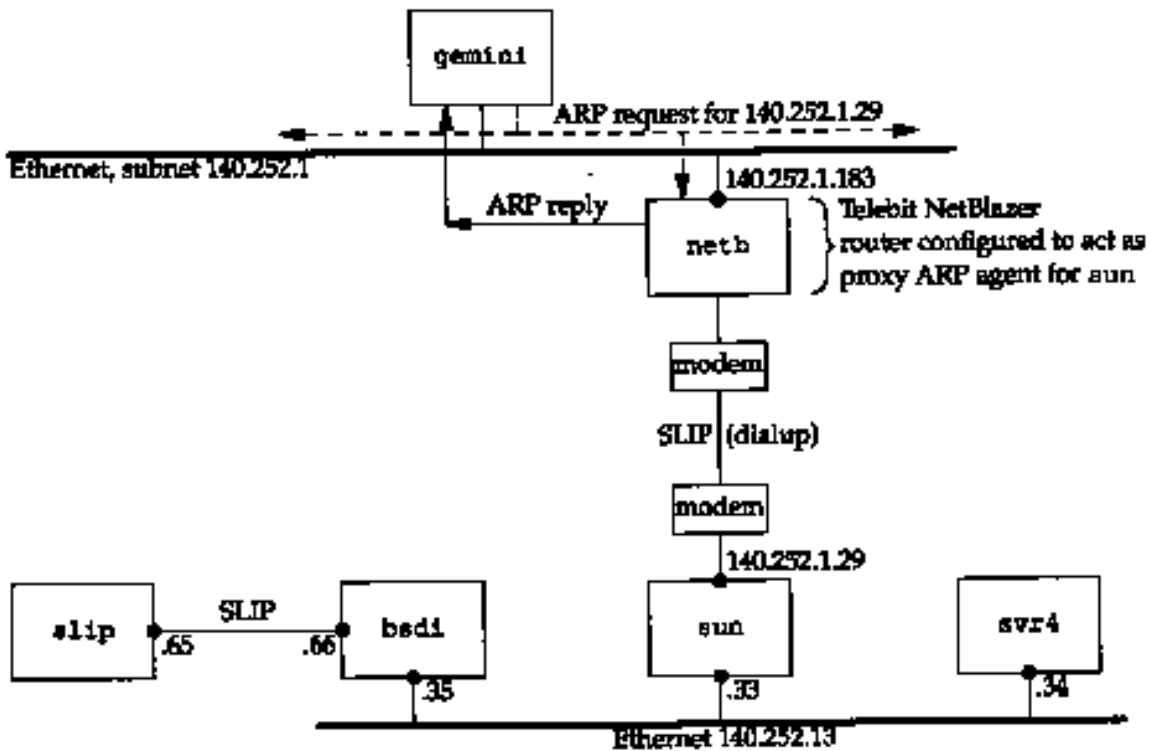 gemini
ARP request for 140.252.1.29
Ethernet, subnet 140.252.1
140.252.1.183
ARP reply
netb
Telebit NetBlazer
router configured to act as
proxy ARP agent for sun
modem
SLIP (dialup)
modem
140.252.1.29
slip
SLIP
bsdi
sun
svr4
.65
.66
.35
.33
.34
Ethernet 140.252.13